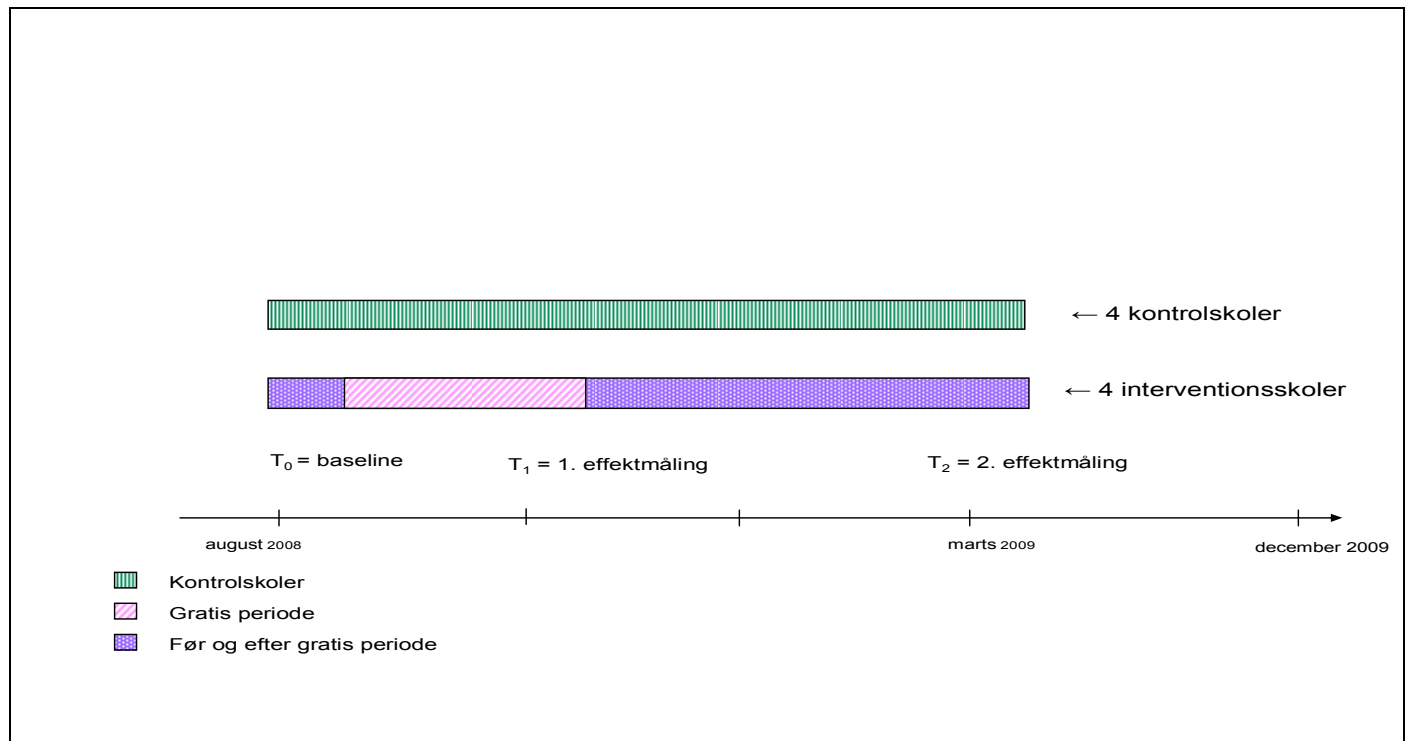 ← 4 kontrolskoler
← 4 interventionsskoler
T₀ = baseline
T₁ = 1. effektmåling
T₂ = 2. effektmåling
august 2008
marts 2009
december 2009
Kontrolskoler
Gratis periode
Før og efter gratis periode